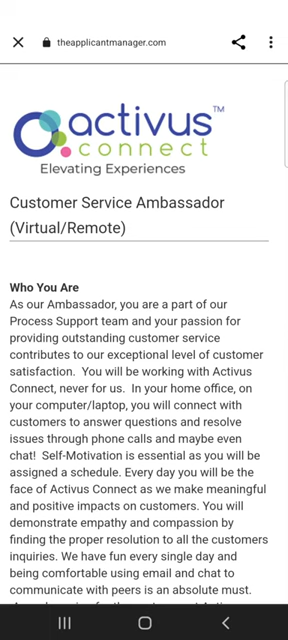 theapplicantmanager.com
activus™
connect
Elevating Experiences
Customer Service Ambassador
(Virtual/Remote)
Who You Are
As our Ambassador, you are a part of our
Process Support team and your passion for
providing outstanding customer service
contributes to our exceptional level of customer
satisfaction.  You will be working with Activus
Connect, never for us.  In your home office, on
your computer/laptop, you will connect with
customers to answer questions and resolve
issues through phone calls and maybe even
chat!  Self-Motivation is essential as you will be
assigned a schedule. Every day you will be the
face of Activus Connect as we make meaningful
and positive impacts on customers. You will
demonstrate empathy and compassion by
finding the proper resolution to all the customers
inquiries. We have fun every single day and
being comfortable using email and chat to
communicate with peers is an absolute must.